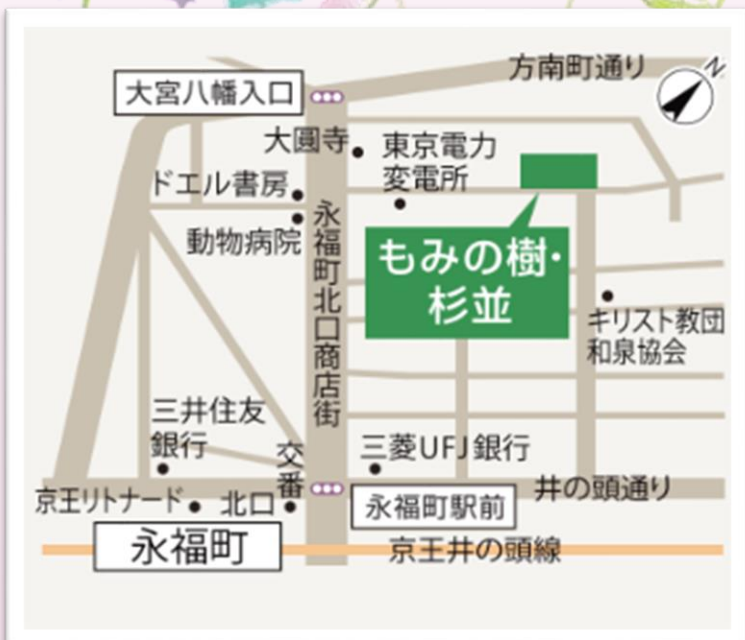 方南町通り
N
大宮八幡入口
大圓寺
東京電力
変電所
ドエル書房
動物病院
永福町北口商店街
もみの樹・
杉並
キリスト教団
和泉協会
三井住友
銀行
交番
三菱UFJ銀行
京王リトナード
北口
永福町駅前
井の頭通り
永福町
京王井の頭線